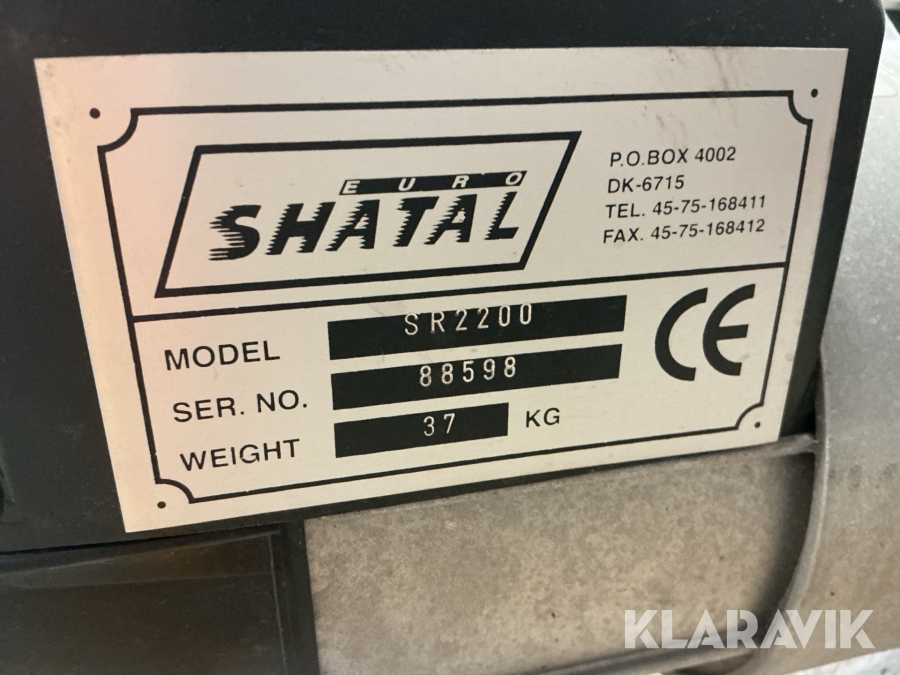 EURO
SHATAL
P.O.BOX 4002
DK-6715
TEL. 45-75-168411
FAX. 45-75-168412
MODEL SR2200
SER. NO. 88598
WEIGHT 37 KG
CE
KLARAVIK